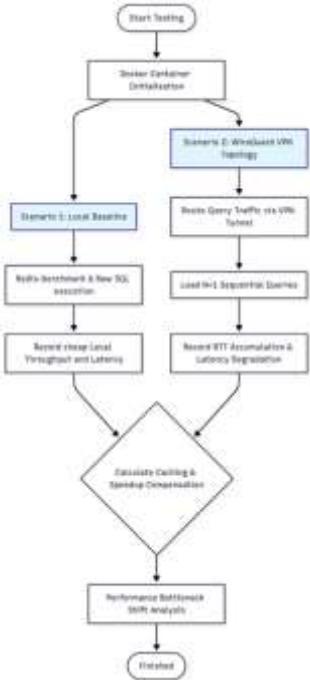 Start Testing
Docker Container
Initialization
Scenario 2: WireGuard VPN
Topology
Scenario 1: Local Baseline
Route Query Traffic via VPN
Tunnel
Redis-benchmark & Raw SQL
execution
Load N+1 Sequential Queries
Record cheap Local
Throughput and Latency
Record RTT Accumulation &
Latency Degradation
Calculate Caching &
Speedup Compensation
Performance Bottleneck
Shift Analysis
Finished